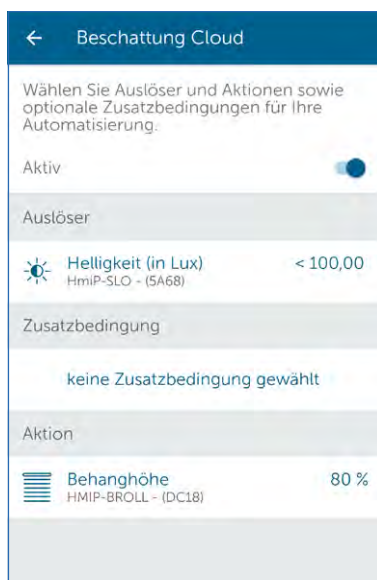 Beschattung Cloud
Wählen Sie Auslöser und Aktionen sowie
optionale Zusatzbedingungen für Ihre
Automatisierung.
Aktiv
Auslöser
Helligkeit (in Lux) < 100,00
HmiP-SLO - (5A68)
Zusatzbedingung
keine Zusatzbedingung gewählt
Aktion
Behanghöhe 80 %
HMIP-BROLL - (DC18)